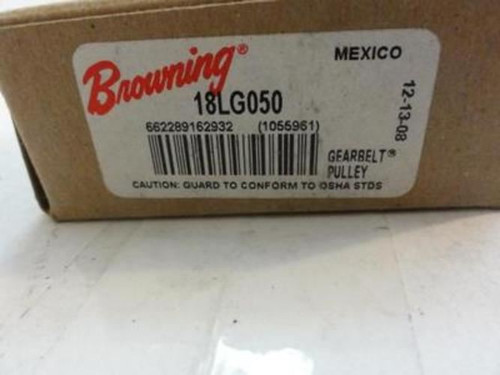 Browning®
MEXICO
18LG050
12-13-08
662289162932 (1055961)
GEARBELT®
PULLEY
CAUTION: GUARD TO CONFORM TO OSHA STDS